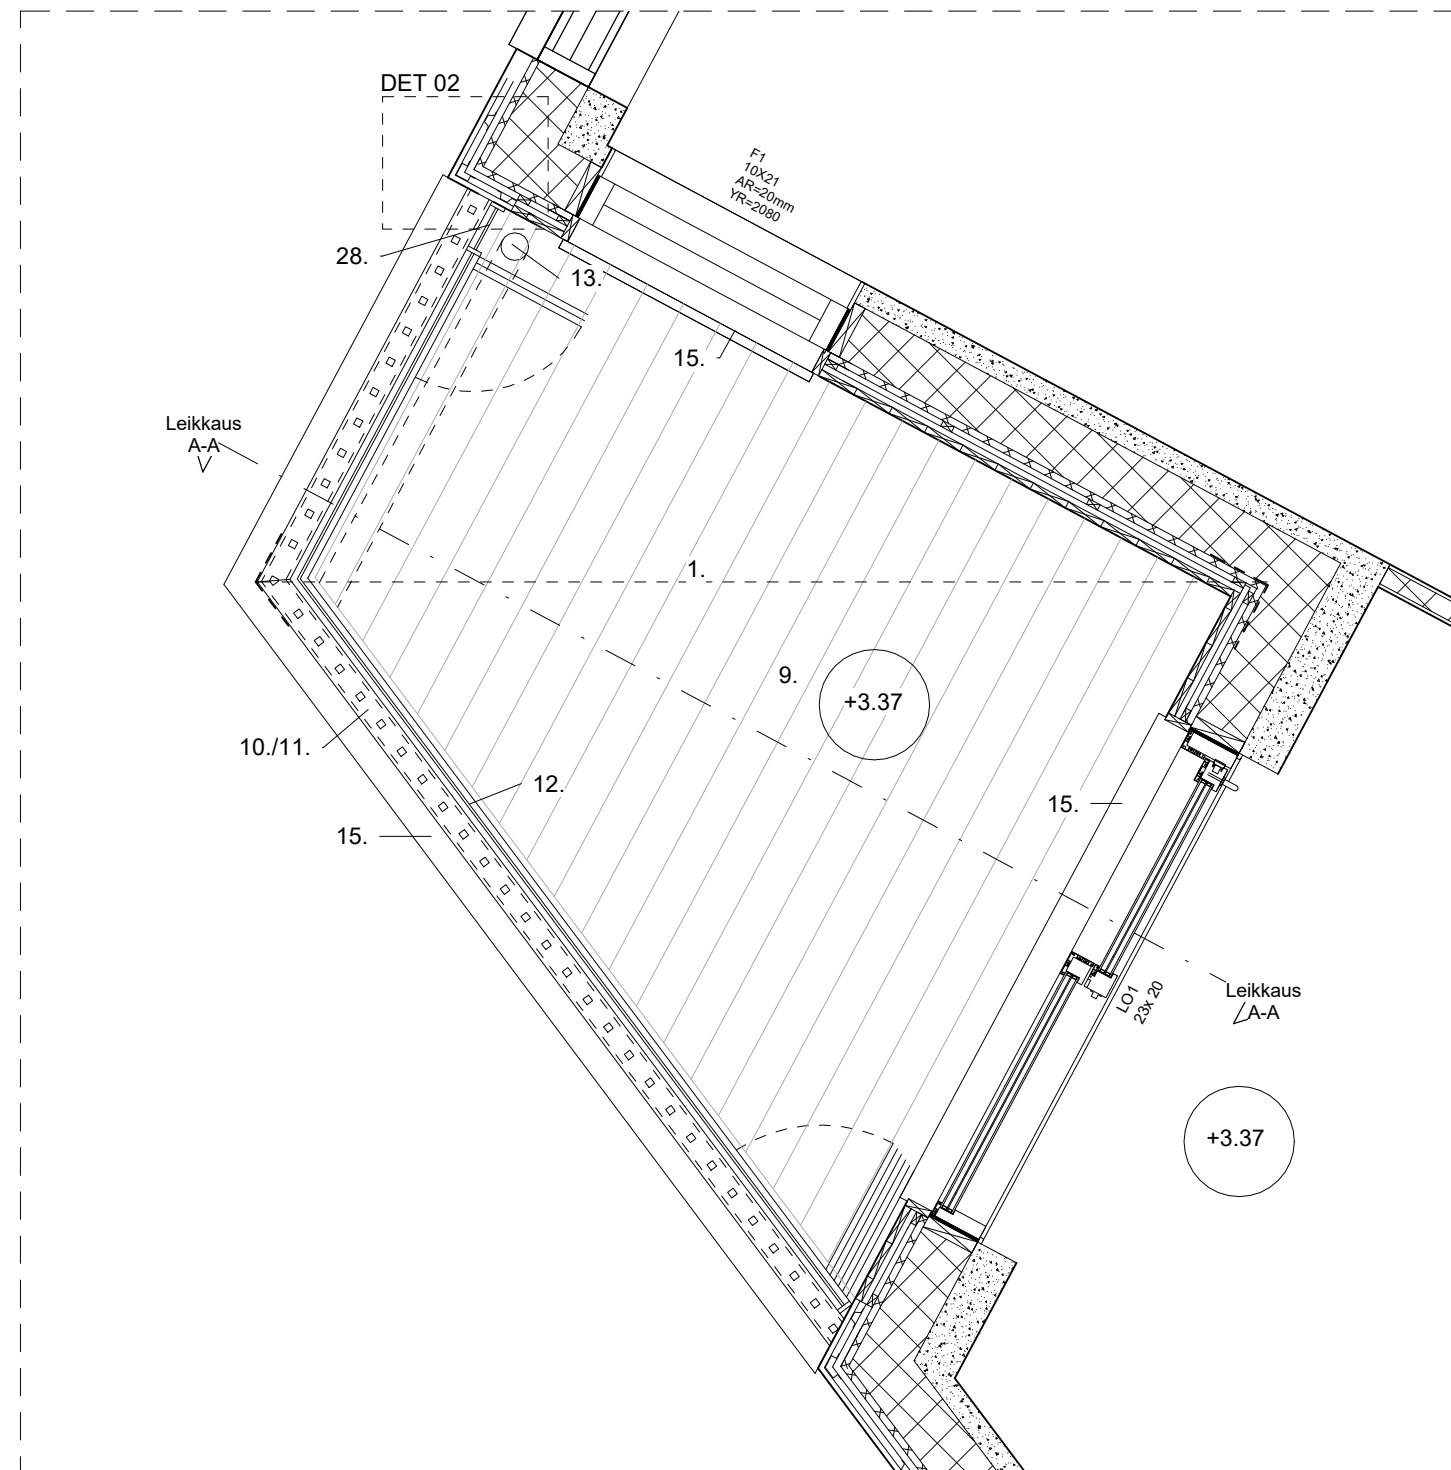 DET 02
F1
10X21
AR=20mm
YR=2080
28.
13.
15.
Leikkaus
A-A
1.
9.
+3.37
10./11.
12.
15.
15.
LO1
23x 20
Leikkaus
A-A
+3.37